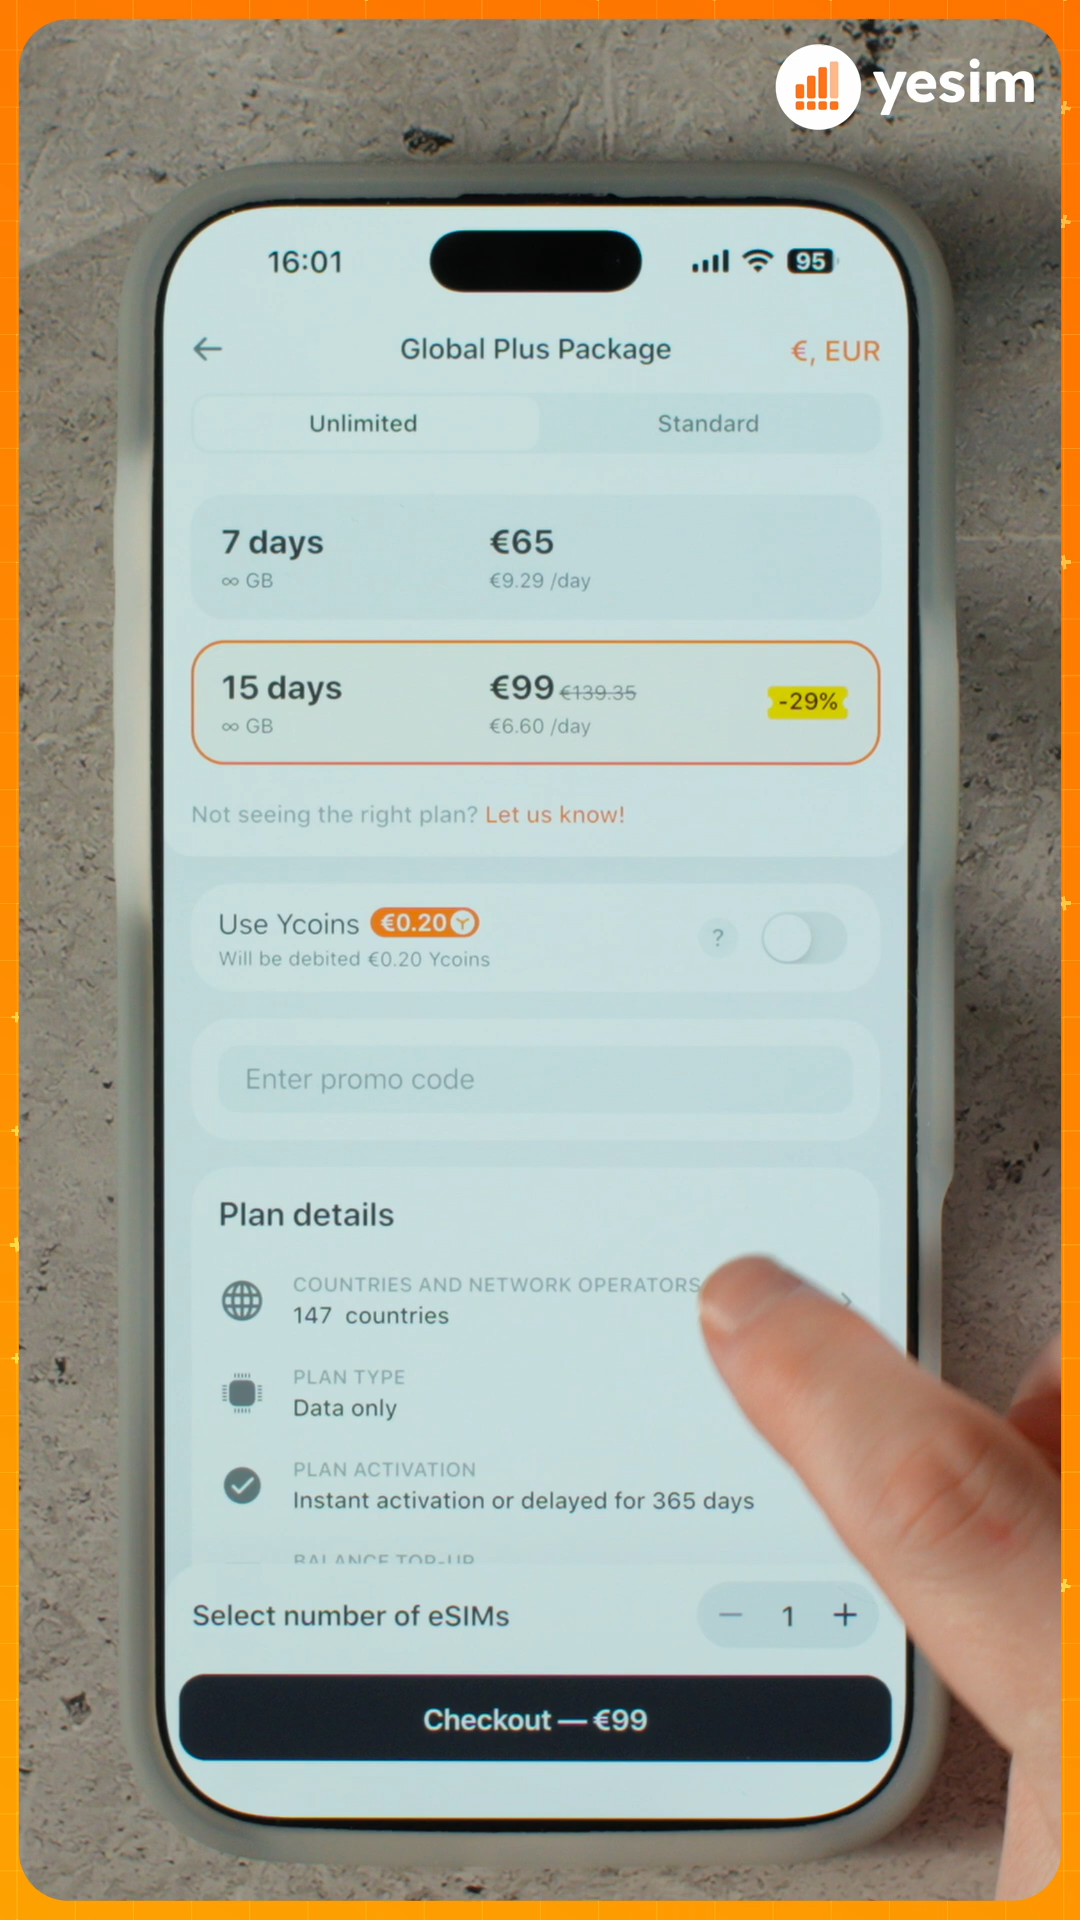 yesim
16:01
95
Global Plus Package
€, EUR
Unlimited
Standard
7 days
€65
∞ GB
€9.29 /day
15 days
€99 €139.35
-29%
∞ GB
€6.60 /day
Not seeing the right plan? Let us know!
Use Ycoins €0.20
?
Will be debited €0.20 Ycoins
Enter promo code
Plan details
COUNTRIES AND NETWORK OPERATORS
147 countries
PLAN TYPE
Data only
PLAN ACTIVATION
Instant activation or delayed for 365 days
BALANCE TOP-UP
Select number of eSIMs
− 1 +
Checkout — €99